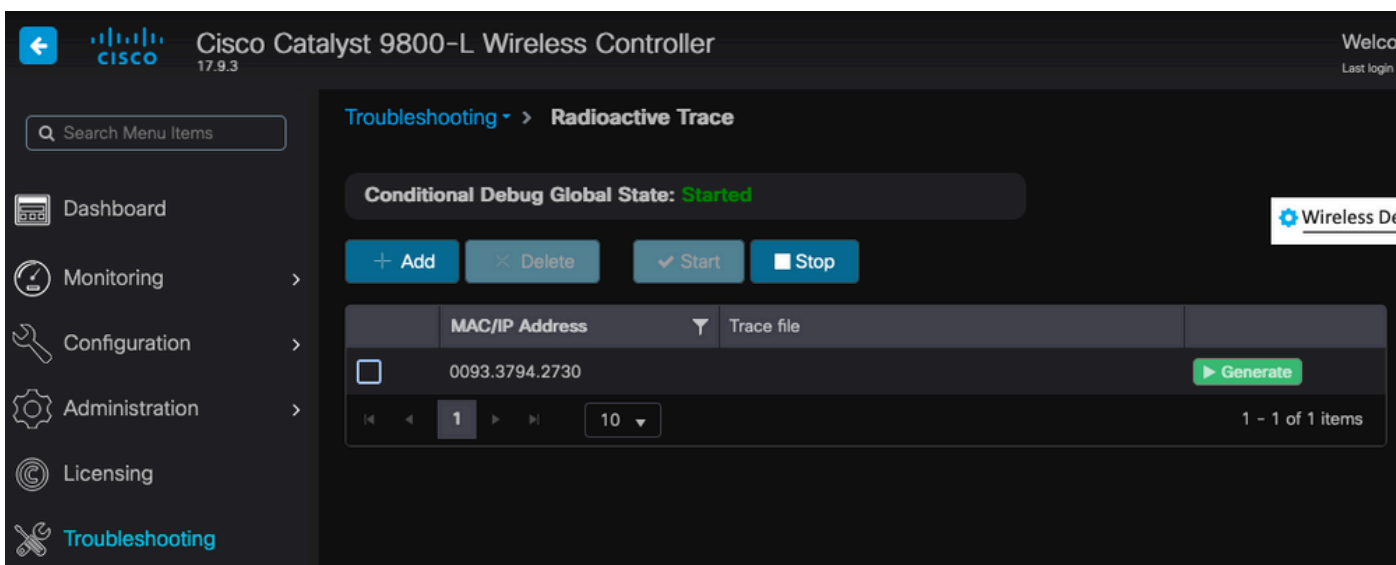 CISCO
Cisco Catalyst 9800-L Wireless Controller
17.9.3
Welco
Last login
Search Menu Items
Dashboard
Monitoring
Configuration
Administration
Licensing
Troubleshooting
Troubleshooting > Radioactive Trace
Conditional Debug Global State: Started
Wireless De
+ Add
× Delete
✔ Start
Stop
MAC/IP Address Trace file
0093.3794.2730 Generate
1 10 1 - 1 of 1 items